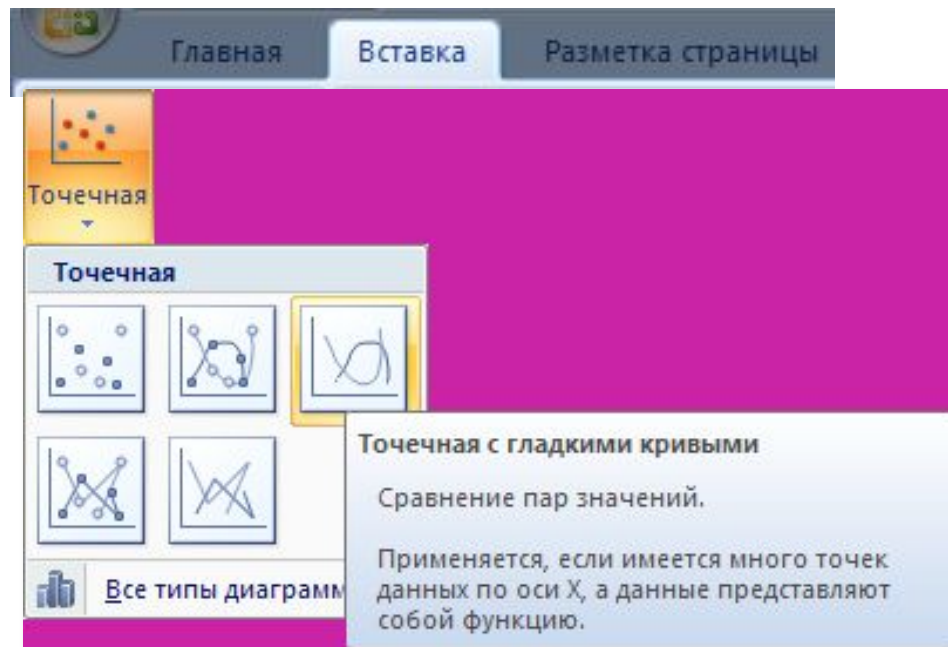 Главная Вставка Разметка страницы
Точечная
Точечная
Точечная с гладкими кривыми
Сравнение пар значений.
Применяется, если имеется много точек
данных по оси X, а данные представляют
собой функцию.
Все типы диаграмм